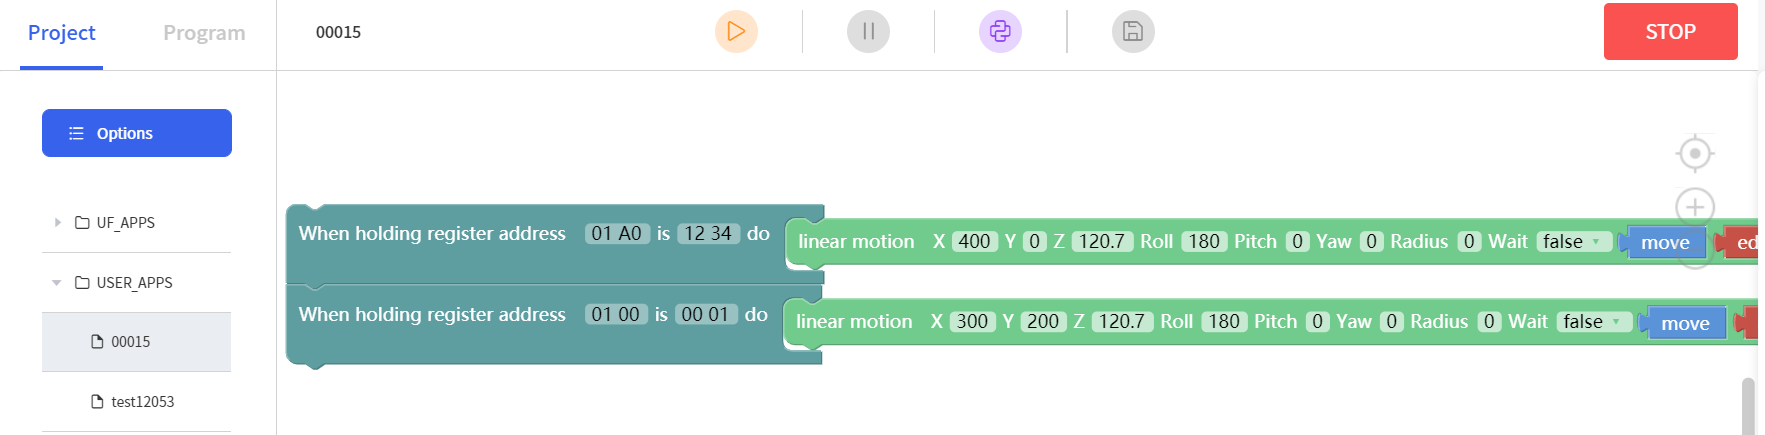 Project Program 00015 STOP
Options
UF_APPS
USER_APPS
00015
test12053
When holding register address 01 A0 is 12 34 do linear motion X 400 Y 0 Z 120.7 Roll 180 Pitch 0 Yaw 0 Radius 0 Wait false move ed
When holding register address 01 00 is 00 01 do linear motion X 300 Y 200 Z 120.7 Roll 180 Pitch 0 Yaw 0 Radius 0 Wait false move